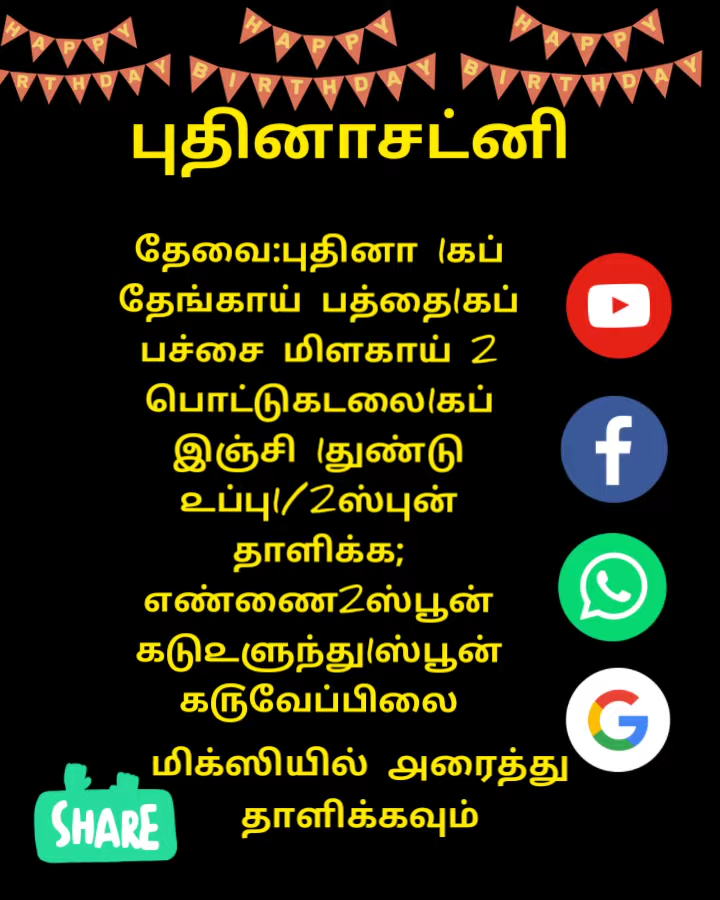 HAPPY HAPPY HAPPY
RTHDAY BIRTHDAY BIRTHDAY
புதினாசட்னி
தேவை:புதினா 1கப்
தேங்காய் பத்தை1கப்
பச்சை மிளகாய் 2
பொட்டுகடலை1கப்
இஞ்சி 1துண்டு
உப்பு1/2ஸ்புன்
தாளிக்க;
எண்ணை2ஸ்பூன்
கடுஉளுந்து1ஸ்பூன்
கருவேப்பிலை
மிக்ஸியில் அரைத்து
தாளிக்கவும்
SHARE